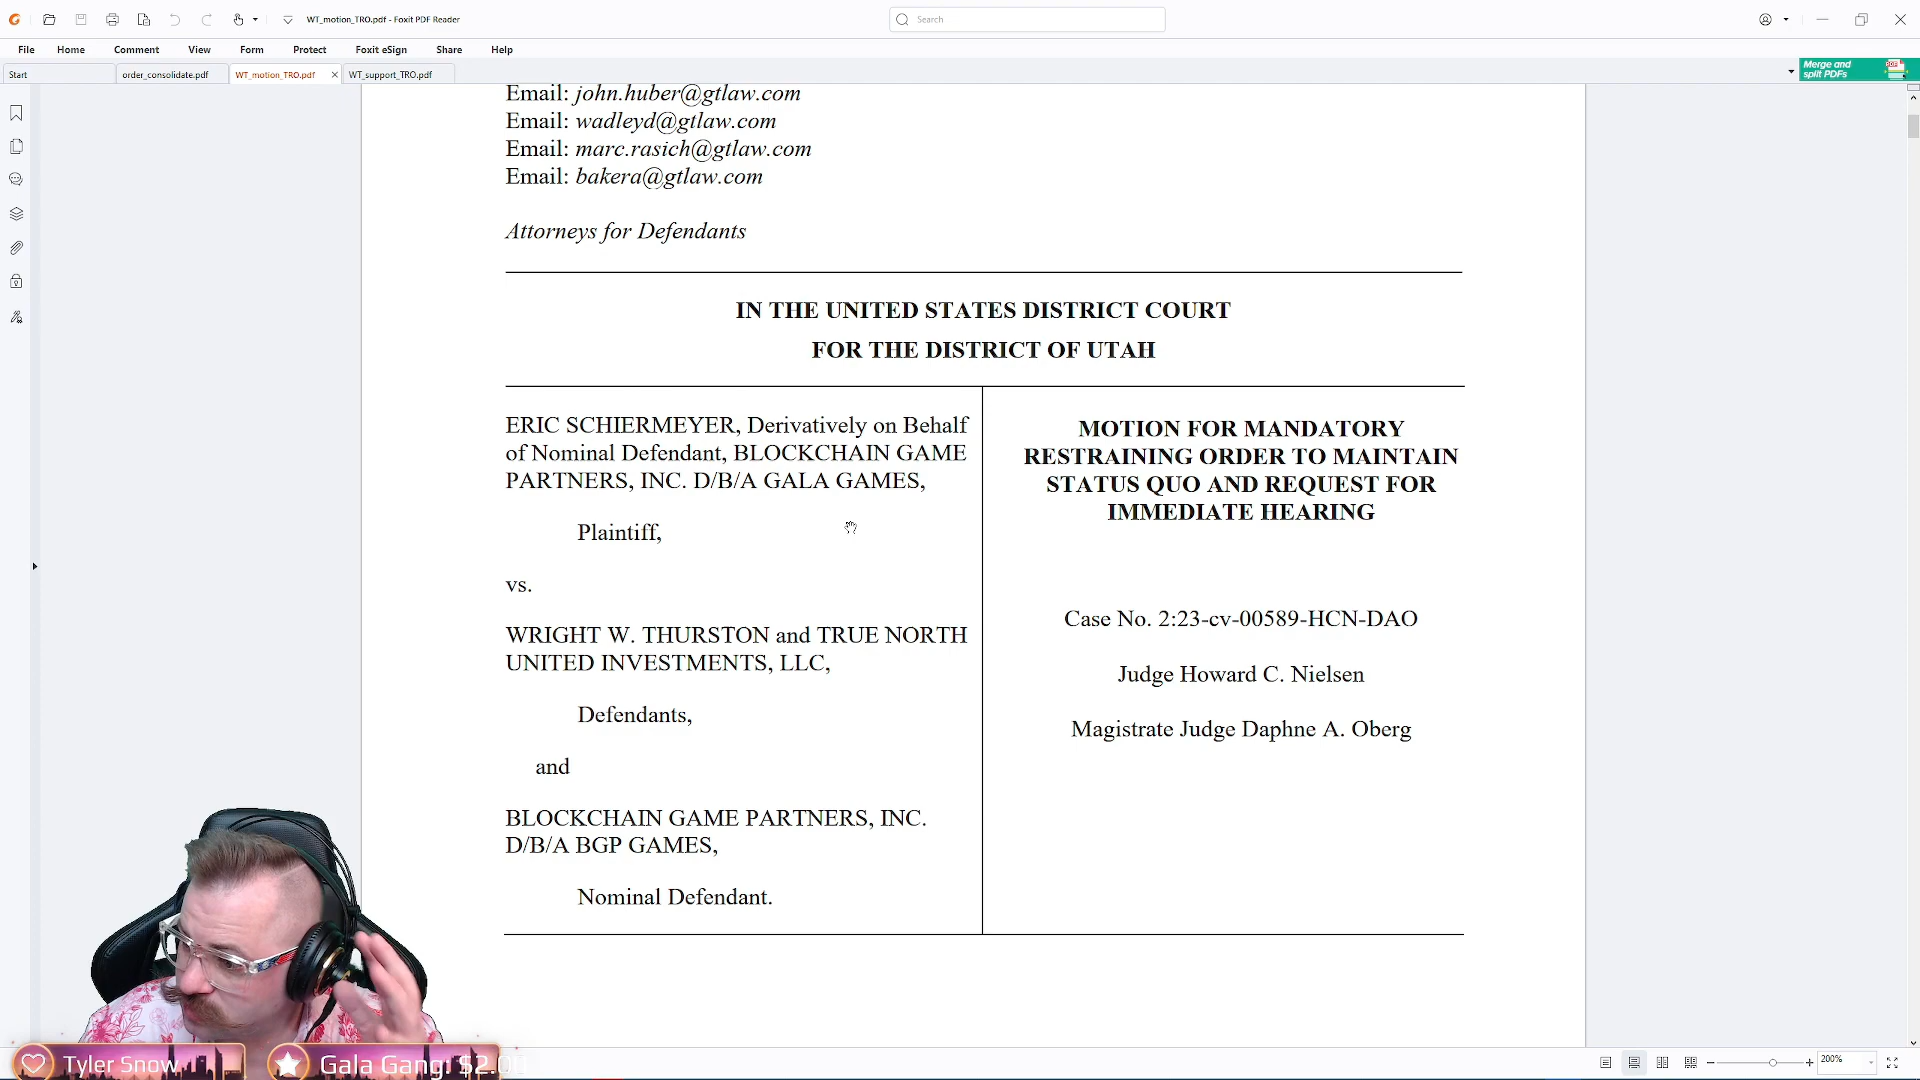 WT_motion_TRO.pdf - Foxit PDF Reader
Search
File Home Comment View Form Protect Foxit eSign Share Help
Start order_consolidate.pdf WT_motion_TRO.pdf WT_support_TRO.pdf
Merge and
split PDFs
Email: john.huber@gtlaw.com
Email: wadleyd@gtlaw.com
Email: marc.rasich@gtlaw.com
Email: bakera@gtlaw.com
Attorneys for Defendants
IN THE UNITED STATES DISTRICT COURT
FOR THE DISTRICT OF UTAH
ERIC SCHIERMEYER, Derivatively on Behalf
of Nominal Defendant, BLOCKCHAIN GAME
PARTNERS, INC. D/B/A GALA GAMES,
Plaintiff,
vs.
WRIGHT W. THURSTON and TRUE NORTH
UNITED INVESTMENTS, LLC,
Defendants,
and
BLOCKCHAIN GAME PARTNERS, INC.
D/B/A BGP GAMES,
Nominal Defendant.
MOTION FOR MANDATORY
RESTRAINING ORDER TO MAINTAIN
STATUS QUO AND REQUEST FOR
IMMEDIATE HEARING
Case No. 2:23-cv-00589-HCN-DAO
Judge Howard C. Nielsen
Magistrate Judge Daphne A. Oberg
Tyler Snow
Gala Gang: $2.00
200%